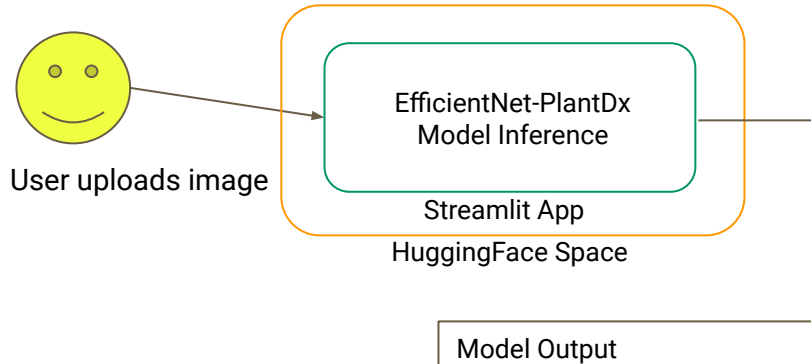 EfficientNet-PlantDx
Model Inference
User uploads image
Streamlit App
HuggingFace Space
Model Output